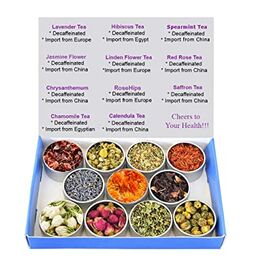 Lavender Tea
* Decaffeinated
* Import from Europe
Hibiscus Tea
* Decaffeinated
* Import from Egypt
Spearmint Tea
* Decaffeinated
* Import from China
Jasmine Flower
* Decaffeinated
* Import from China
Linden Flower Tea
* Decaffeinated
* Import from Europe
Red Rose Tea
* Decaffeinated
* Import from China
Chrysanthemum
* Decaffeinated
* Import from China
RoseHips
* Decaffeinated
* Import from Europe
Saffron Tea
* Decaffeinated
* Import from China
Chamomile Tea
* Decaffeinated
* Import from Egyptian
Calendula Tea
* Decaffeinated
* Import from China
Cheers to
Your Health!!!